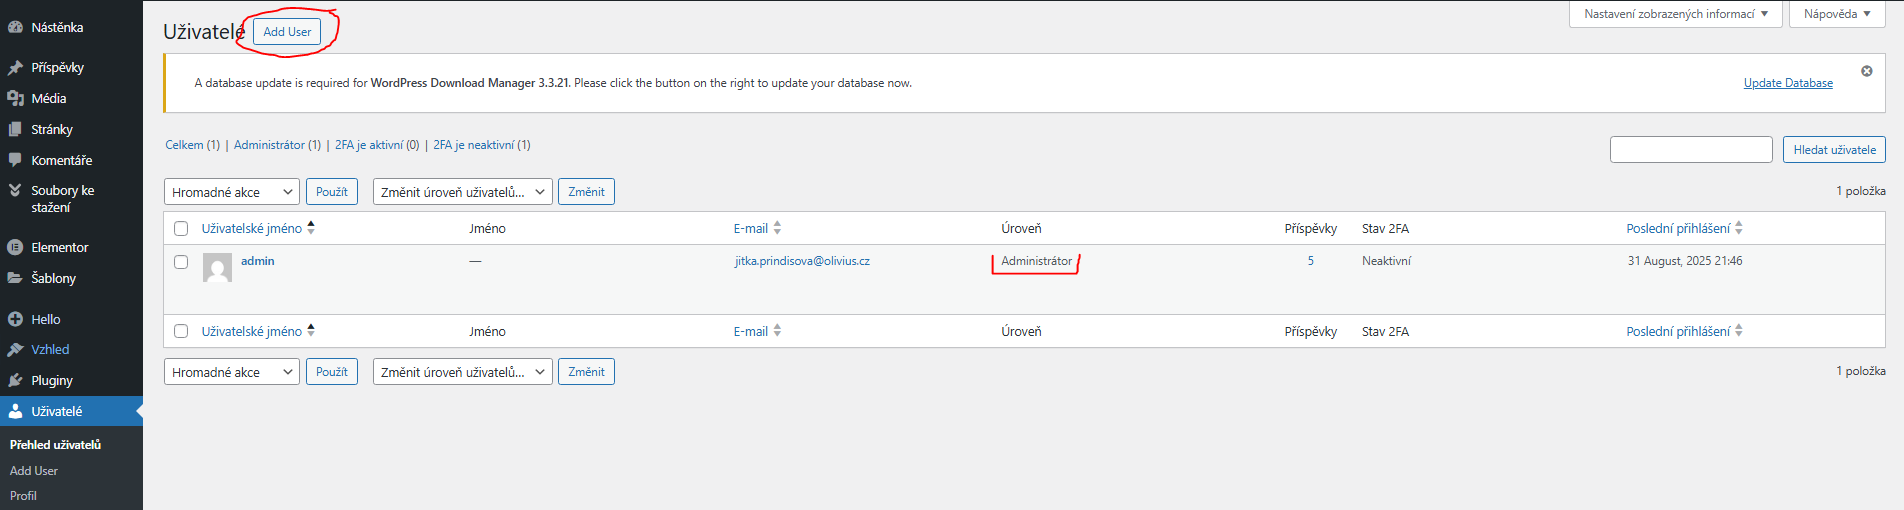 Nástěnka
Příspěvky
Média
Stránky
Komentáře
Soubory ke
stažení
Elementor
Šablony
Hello
Vzhled
Pluginy
Uživatelé
Přehled uživatelů
Add User
Profil
Nastavení zobrazených informací
Nápověda
Uživatelé
Add User
A database update is required for WordPress Download Manager 3.3.21. Please click the button on the right to update your database now.
Update Database
Celkem (1) | Administrátor (1) | 2FA je aktivní (0) | 2FA je neaktivní (1)
Hledat uživatele
Hromadné akce
Použít
Změnit úroveň uživatelů...
Změnit
1 položka
Uživatelské jméno Jméno E-mail Úroveň Příspěvky Stav 2FA Poslední přihlášení
admin — jitka.prindisova@olivius.cz Administrátor 5 Neaktivní 31 August, 2025 21:46
Uživatelské jméno Jméno E-mail Úroveň Příspěvky Stav 2FA Poslední přihlášení
Hromadné akce
Použít
Změnit úroveň uživatelů...
Změnit
1 položka